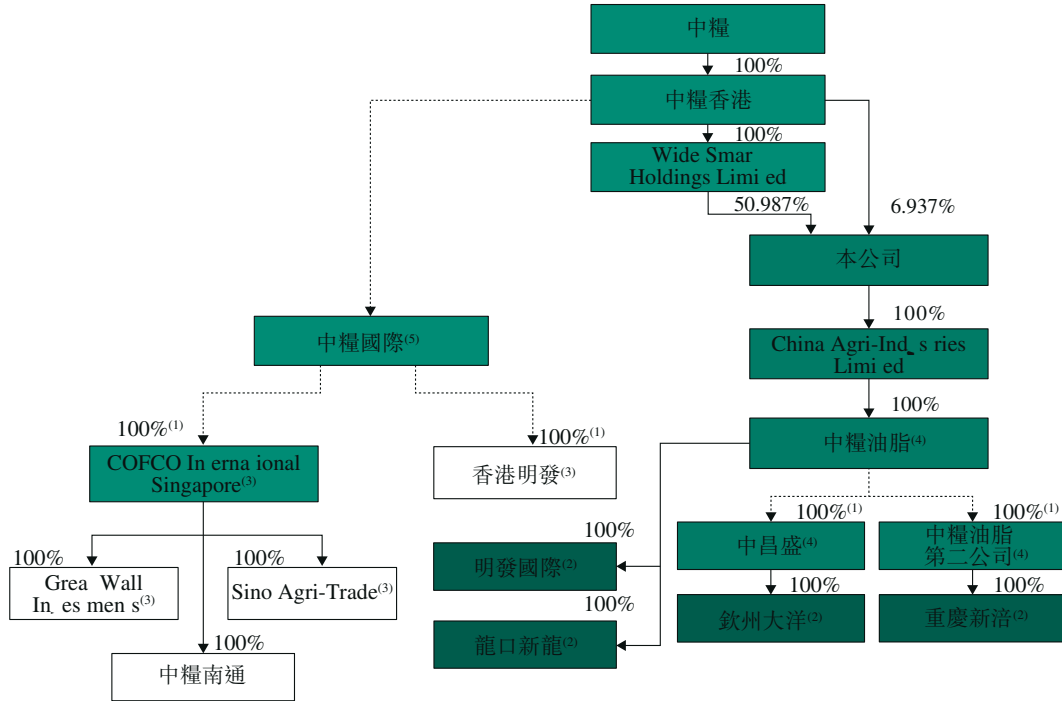 中糧
100%
中糧香港
100%
Wide Smar
Holdings Limi ed
50.987%
6.937%
本公司
100%
中糧國際(5)
China Agri-Ind s ries
Limi ed
100%
100%(1)
100%(1)
中糧油脂(4)
COFCO In erna ional
Singapore(3)
香港明發(3)
100%(1)
100%(1)
100%
中昌盛(4)
中糧油脂
第二公司(4)
100%
100%
明發國際(2)
100%
100%
Grea Wall
In es men s(3)
Sino Agri-Trade(3)
100%
欽州大洋(2)
重慶新涪(2)
龍口新龍(2)
100%
中糧南通